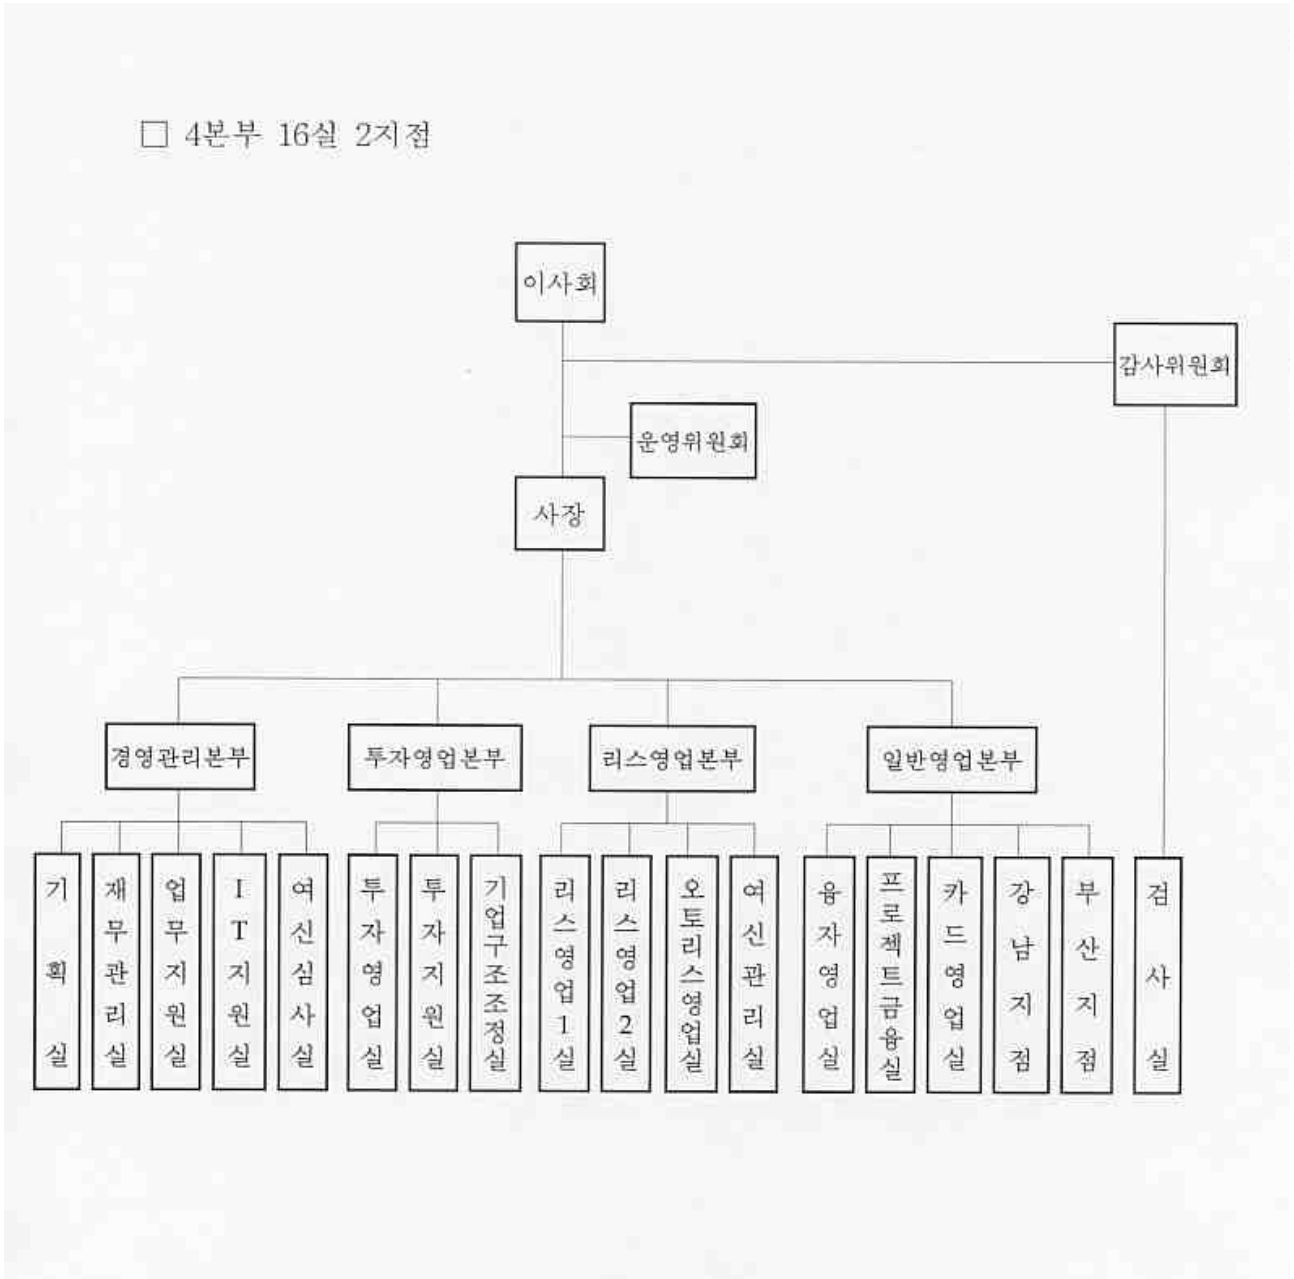 □ 4본부 16실 2지점
이사회
감사위원회
운영위원회
사장
경영관리본부
투자영업본부
리스영업본부
일반영업본부
기획실
재무관리실
업무지원실
IT지원실
여신심사실
투자영업실
투자지원실
기업구조조정실
리스영업1실
리스영업2실
오토리스영업실
여신관리실
융자영업실
프로젝트금융실
카드영업실
강남지점
부산지점
검사실